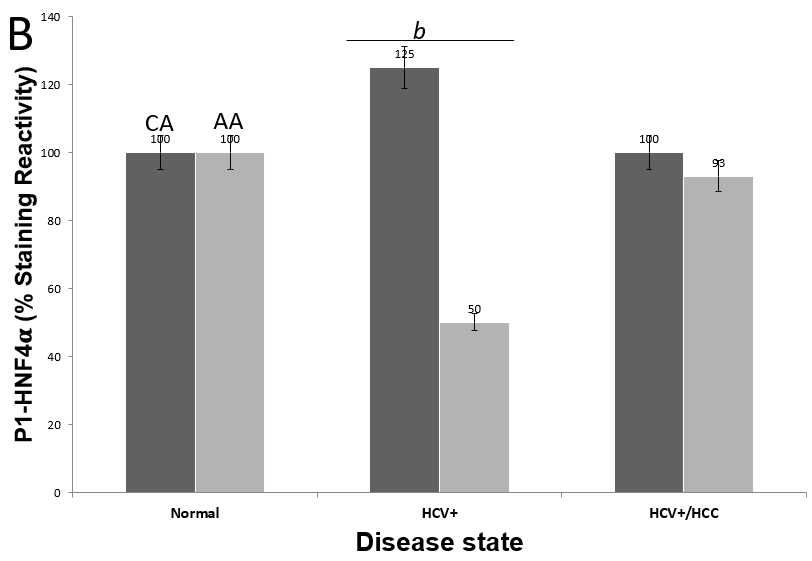 B
b
CA AA
P1-HNF4α (% Staining Reactivity)
140
120
100
80
60
40
20
0
100 100
125
50
100
93
Normal HCV+ HCV+/HCC
Disease state